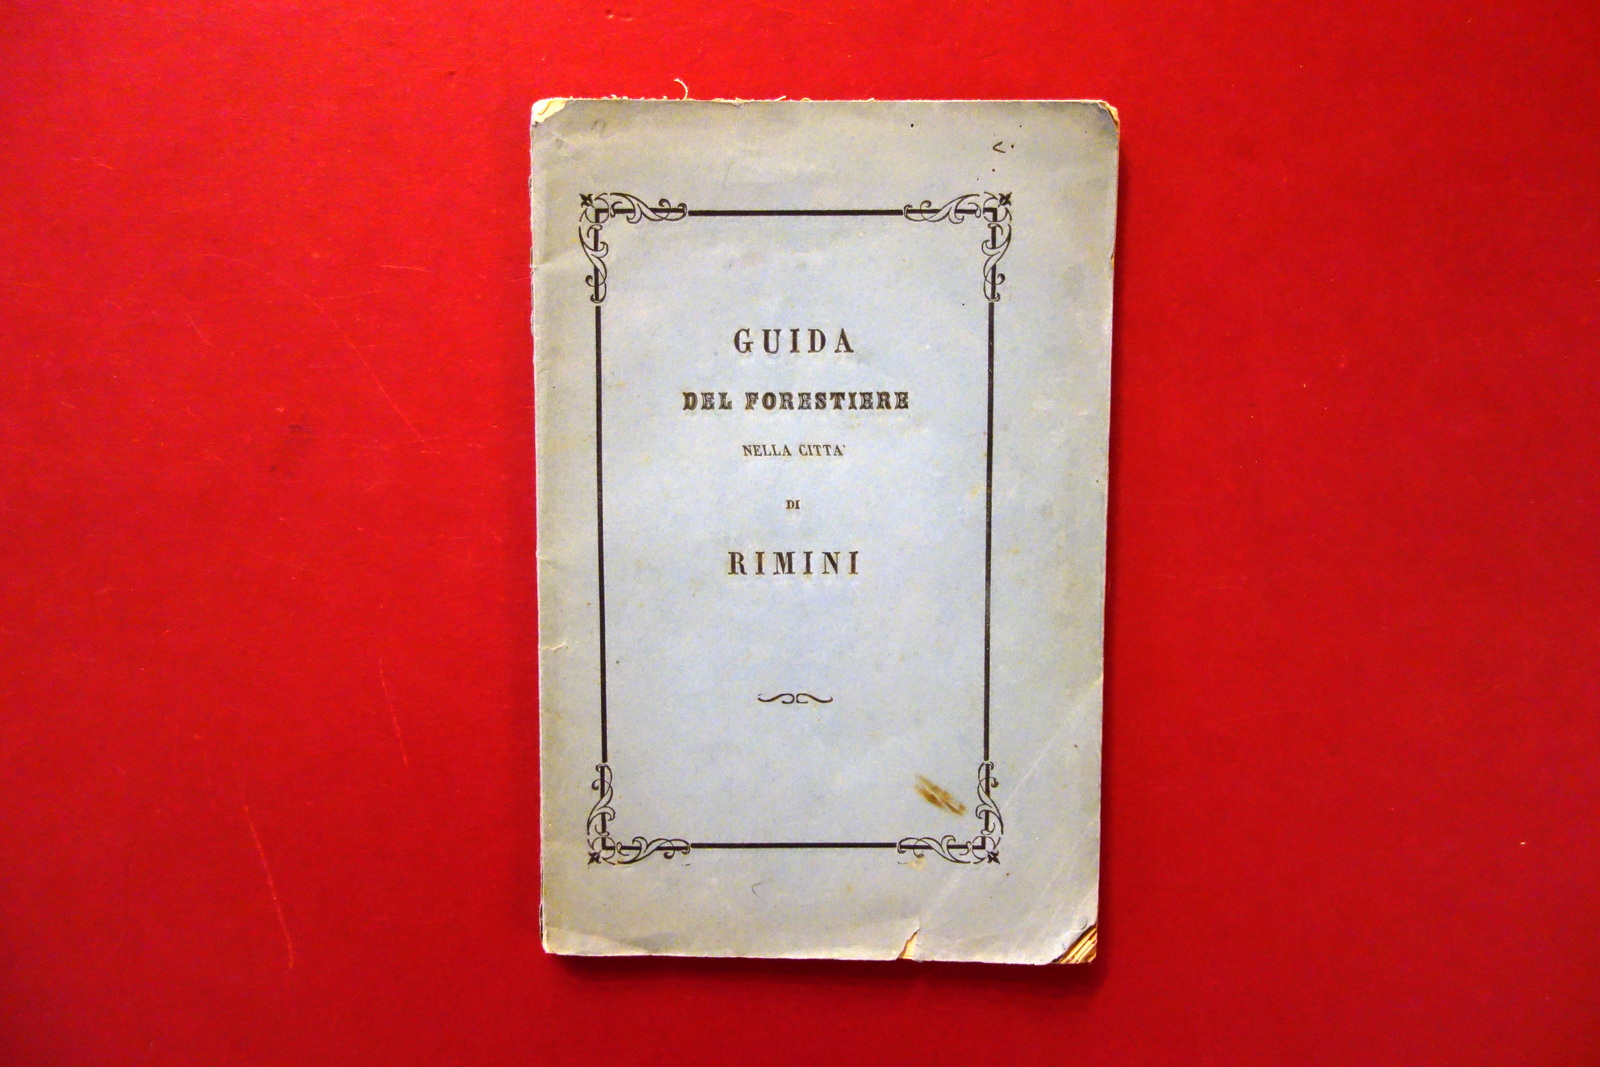 GUIDA
DEL FORESTIERE
NELLA CITTA'
DI
RIMINI